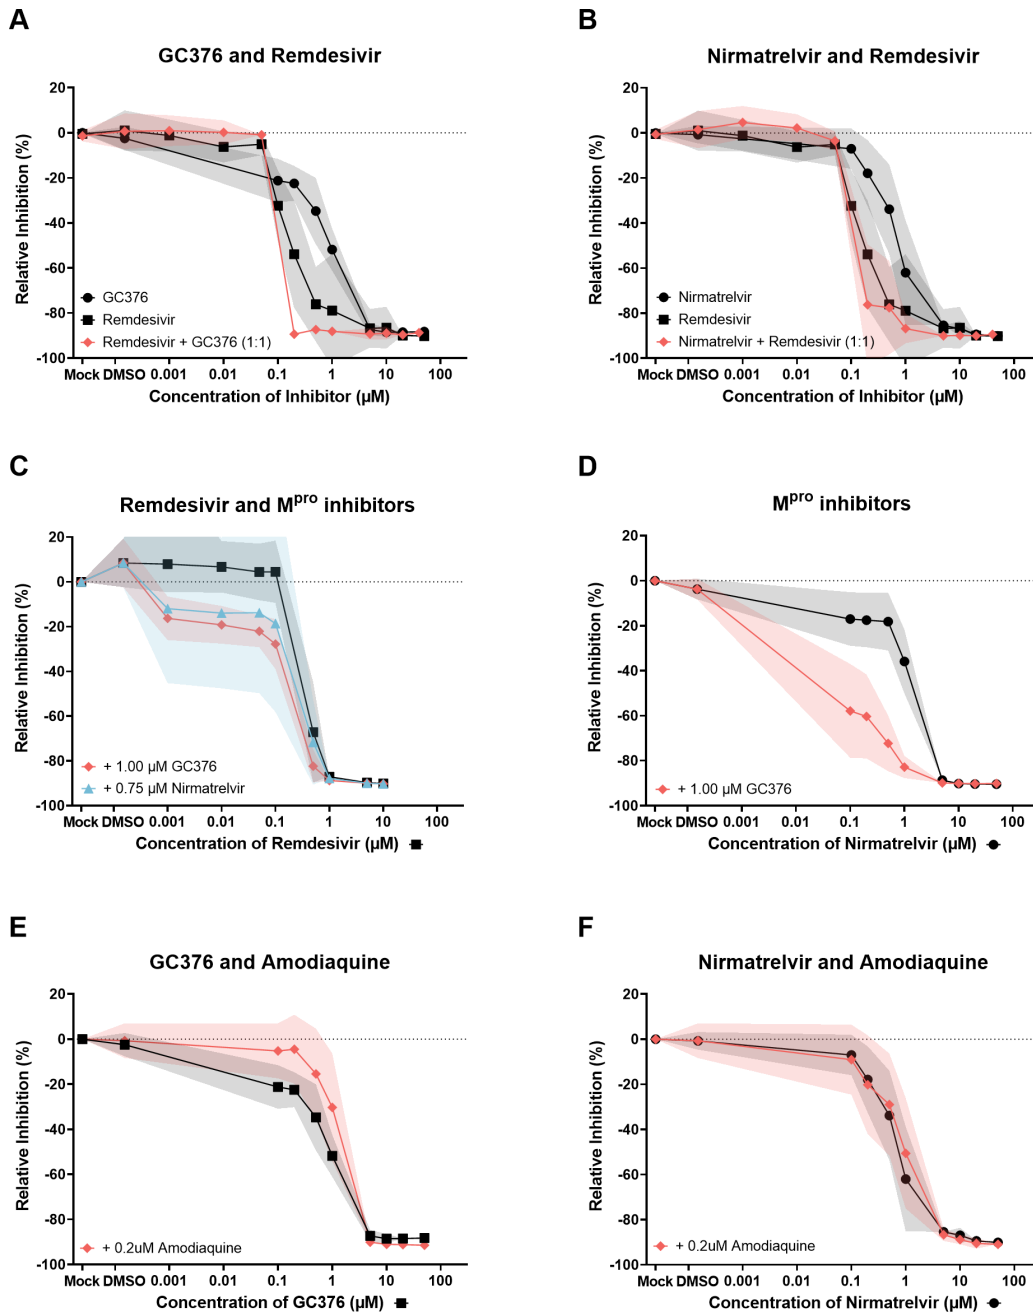 A
GC376 and Remdesivir
Relative Inhibition (%)
20
0
-20
-40
-60
-80
-100
GC376
Remdesivir
Remdesivir + GC376 (1:1)
Mock DMSO 0.001 0.01 0.1 1 10 100
Concentration of Inhibitor (µM)
B
Nirmatrelvir and Remdesivir
Relative Inhibition (%)
20
0
-20
-40
-60
-80
-100
Nirmatrelvir
Remdesivir
Nirmatrelvir + Remdesivir (1:1)
Mock DMSO 0.001 0.01 0.1 1 10 100
Concentration of Inhibitor (µM)
C
Remdesivir and Mpro inhibitors
Relative Inhibition (%)
20
0
-20
-40
-60
-80
-100
+ 1.00 µM GC376
+ 0.75 µM Nirmatrelvir
Mock DMSO 0.001 0.01 0.1 1 10 100
Concentration of Remdesivir (µM)
D
Mpro inhibitors
Relative Inhibition (%)
20
0
-20
-40
-60
-80
-100
+ 1.00 µM GC376
Mock DMSO 0.001 0.01 0.1 1 10 100
Concentration of Nirmatrelvir (µM)
E
GC376 and Amodiaquine
Relative Inhibition (%)
20
0
-20
-40
-60
-80
-100
+ 0.2uM Amodiaquine
Mock DMSO 0.001 0.01 0.1 1 10 100
Concentration of GC376 (µM)
F
Nirmatrelvir and Amodiaquine
Relative Inhibition (%)
20
0
-20
-40
-60
-80
-100
+ 0.2uM Amodiaquine
Mock DMSO 0.001 0.01 0.1 1 10 100
Concentration of Nirmatrelvir (µM)